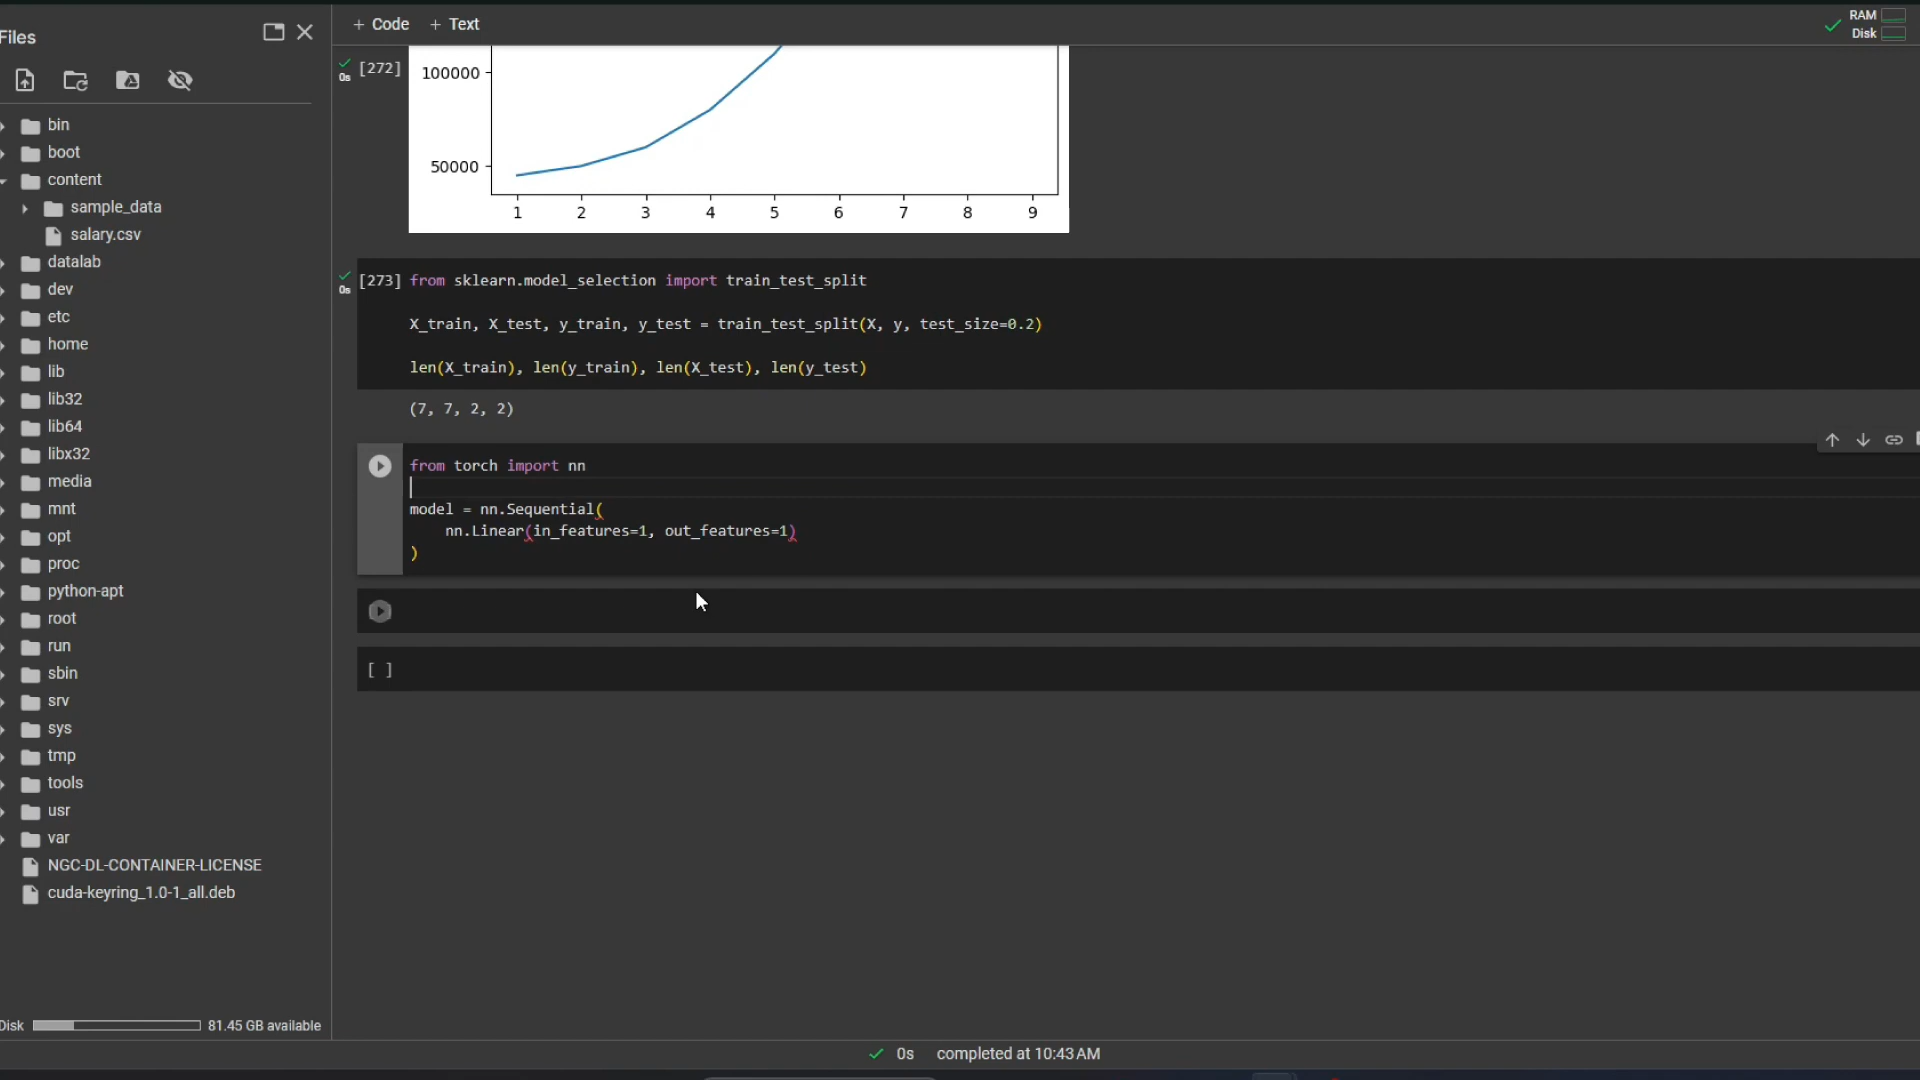 Files
bin
boot
content
sample_data
salary.csv
datalab
dev
etc
home
lib
lib32
lib64
libx32
media
mnt
opt
proc
python-apt
root
run
sbin
srv
sys
tmp
tools
usr
var
NGC-DL-CONTAINER-LICENSE
cuda-keyring_1.0-1_all.deb
Disk 81.45 GB available
+ Code + Text
RAM
Disk
0s [272]
100000
50000
1 2 3 4 5 6 7 8 9
0s [273] from sklearn.model_selection import train_test_split
X_train, X_test, y_train, y_test = train_test_split(X, y, test_size=0.2)
len(X_train), len(y_train), len(X_test), len(y_test)
(7, 7, 2, 2)
from torch import nn
model = nn.Sequential(
nn.Linear(in_features=1, out_features=1)
)
[ ]
0s completed at 10:43 AM